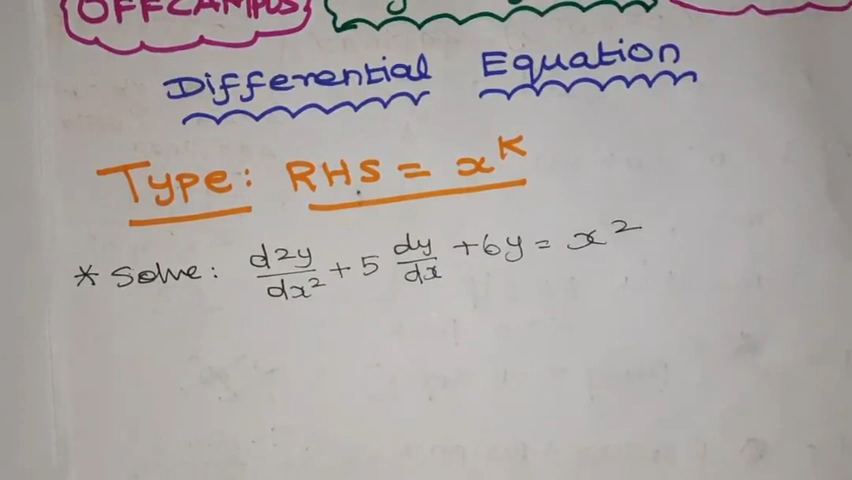 OFFCAMPUS
Differential Equation
Type: RHS = x^K
* Solve: d2y/dx² + 5 dy/dx + 6y = x²